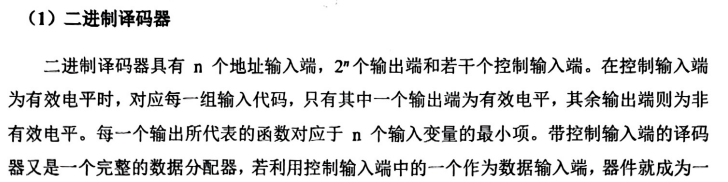 （1）二进制译码器
二进制译码器具有 n 个地址输入端，2ⁿ个输出端和若干个控制输入端。在控制输入端
为有效电平时，对应每一组输入代码，只有其中一个输出端为有效电平，其余输出端则为非
有效电平。每一个输出所代表的函数对应于 n 个输入变量的最小项。带控制输入端的译码
器又是一个完整的数据分配器，若利用控制输入端中的一个作为数据输入端，器件就成为一